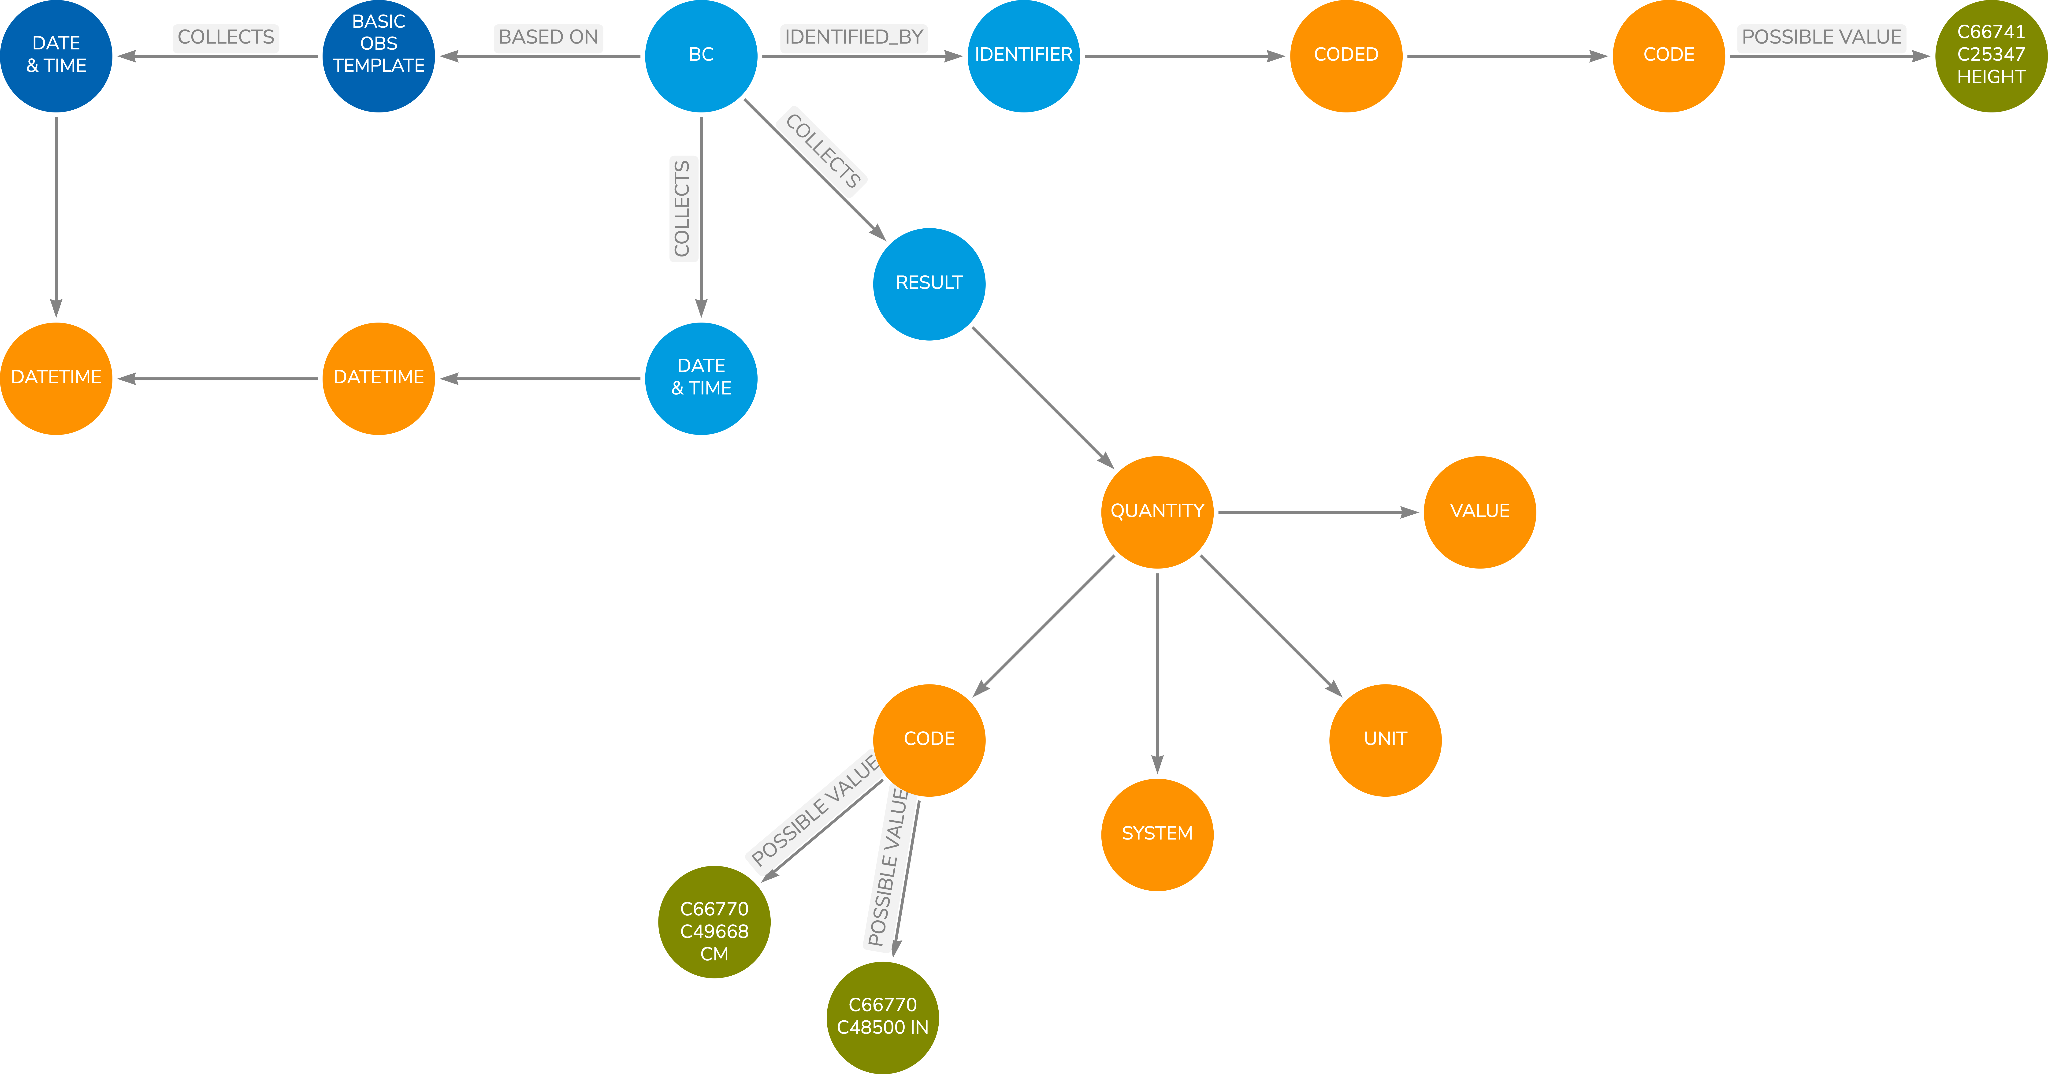 DATE
& TIME
COLLECTS
BASIC
OBS
TEMPLATE
BASED ON
BC
IDENTIFIED_BY
IDENTIFIER
CODED
CODE
POSSIBLE VALUE
C66741
C25347
HEIGHT
COLLECTS
COLLECTS
RESULT
DATETIME
DATETIME
DATE
& TIME
QUANTITY
VALUE
CODE
UNIT
SYSTEM
POSSIBLE VALUE
POSSIBLE VALUE
C66770
C49668
CM
C66770
C48500 IN